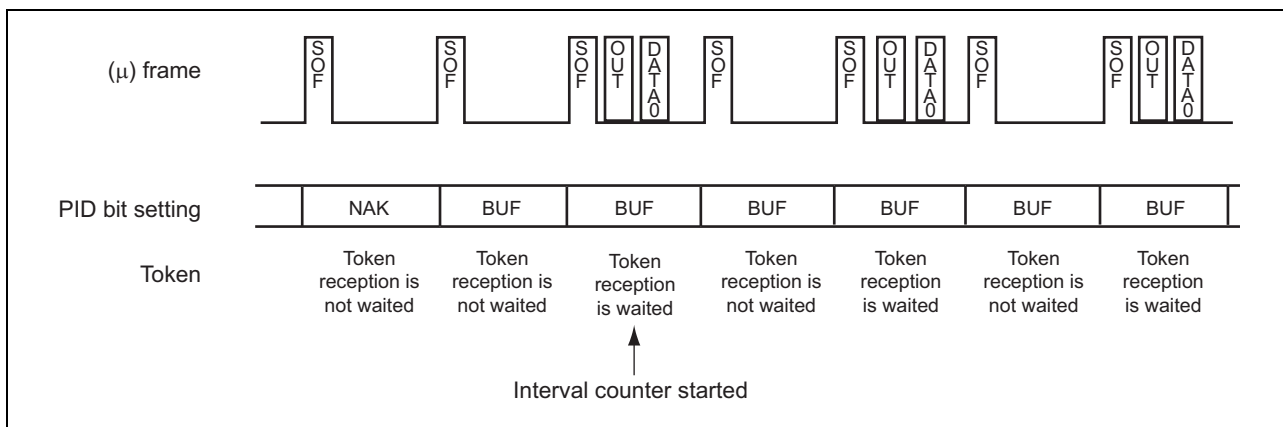 (μ) frame
SOF
SOF
SOF
OUT
DATA0
SOF
SOF
OUT
DATA0
SOF
SOF
OUT
DATA0
PID bit setting
NAK
BUF
BUF
BUF
BUF
BUF
BUF
Token
Token
reception is
not waited
Token
reception is
not waited
Token
reception
is waited
Token
reception is
not waited
Token
reception
is waited
Token
reception is
not waited
Token
reception
is waited
Interval counter started